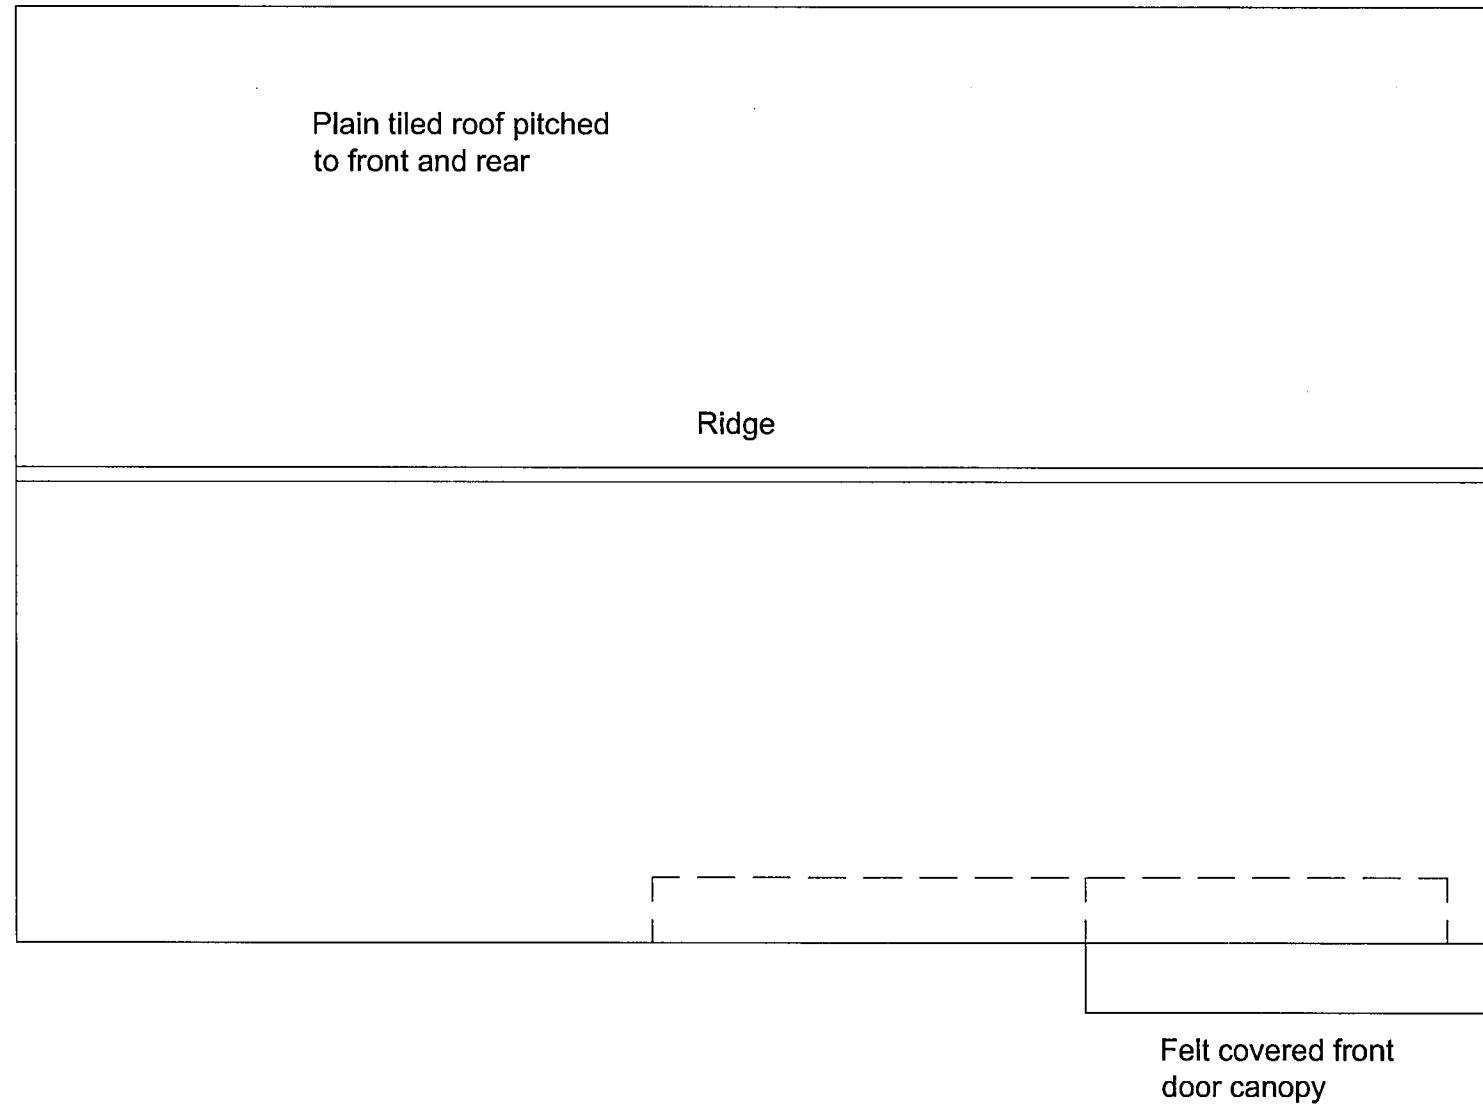 Plain tiled roof pitched
to front and rear
Ridge
Felt covered front
door canopy